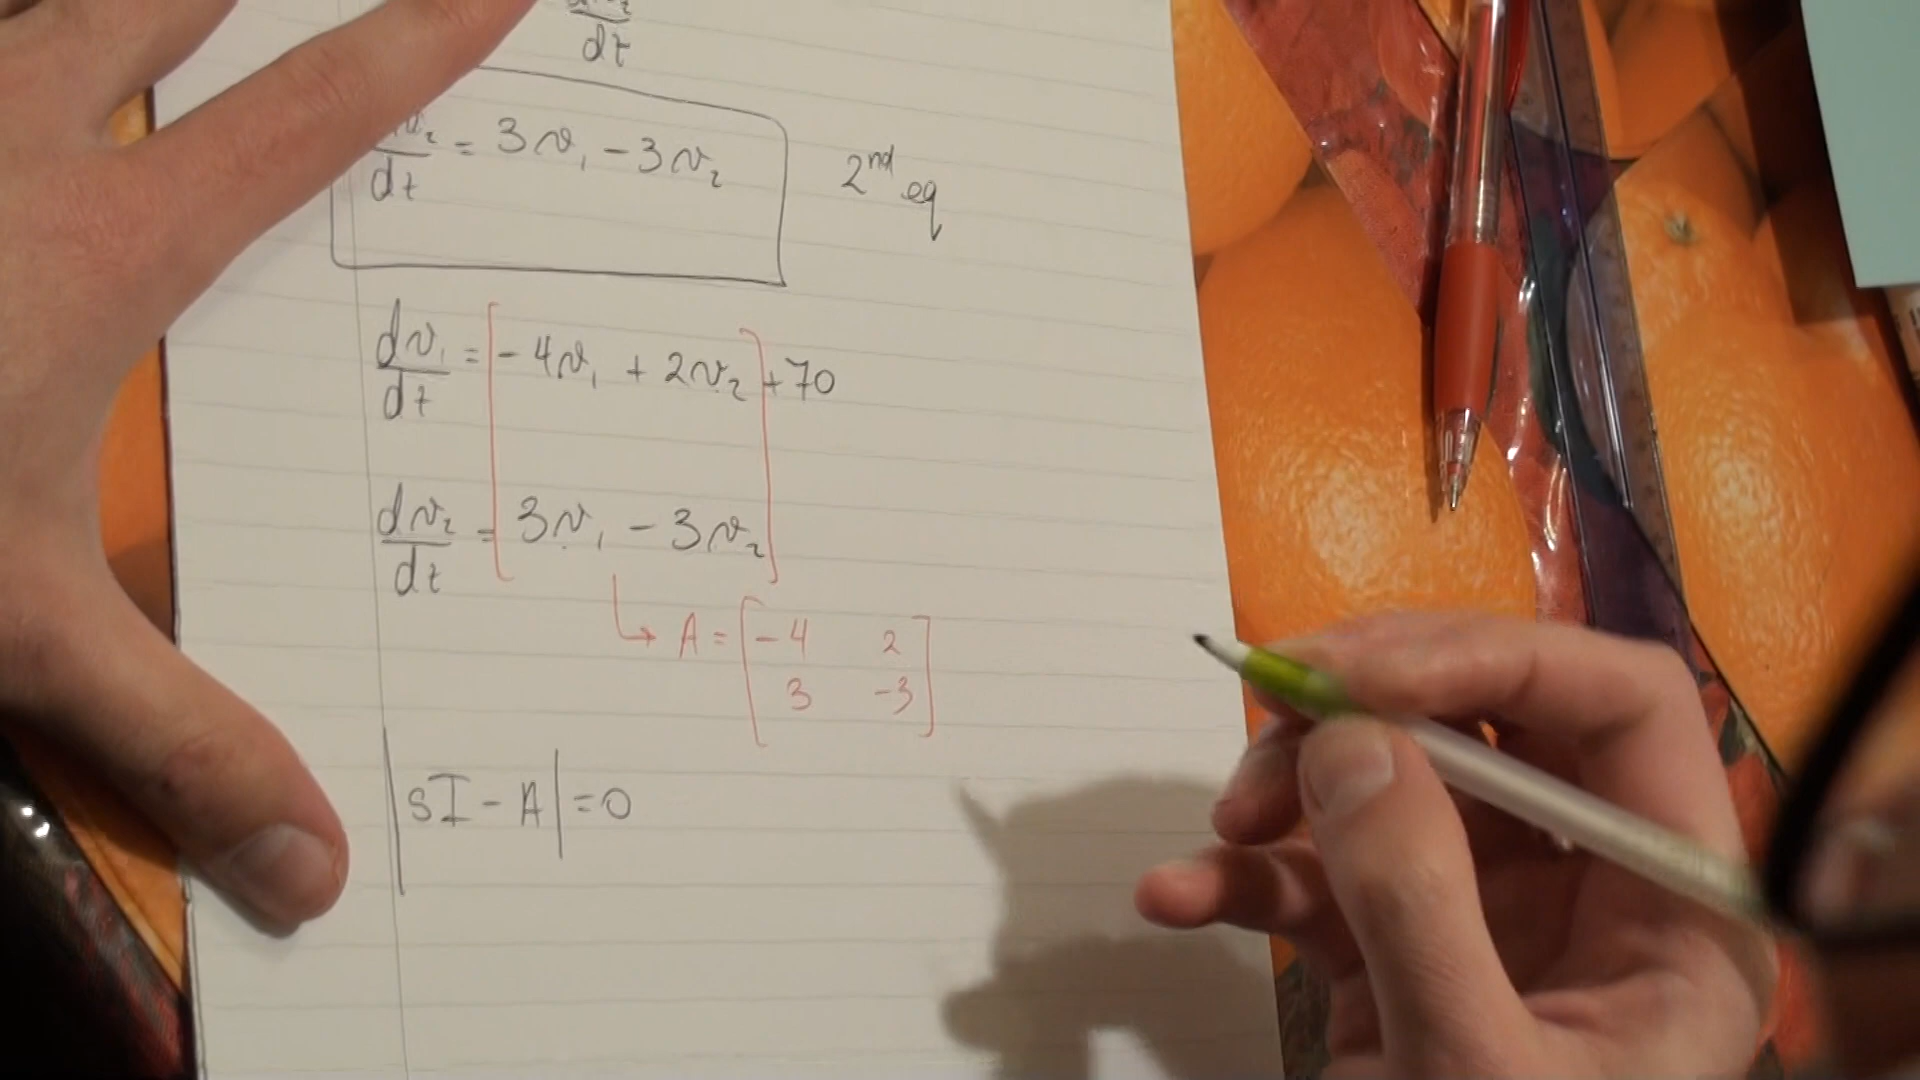 dt
dv₂/dt = 3v₁ - 3v₂
2nd eq
dv₁/dt = [-4v₁ + 2v₂] + 70
dv₂/dt = [3v₁ - 3v₂]
↳ A = [-4 2
3 -3]
|sI - A| = 0